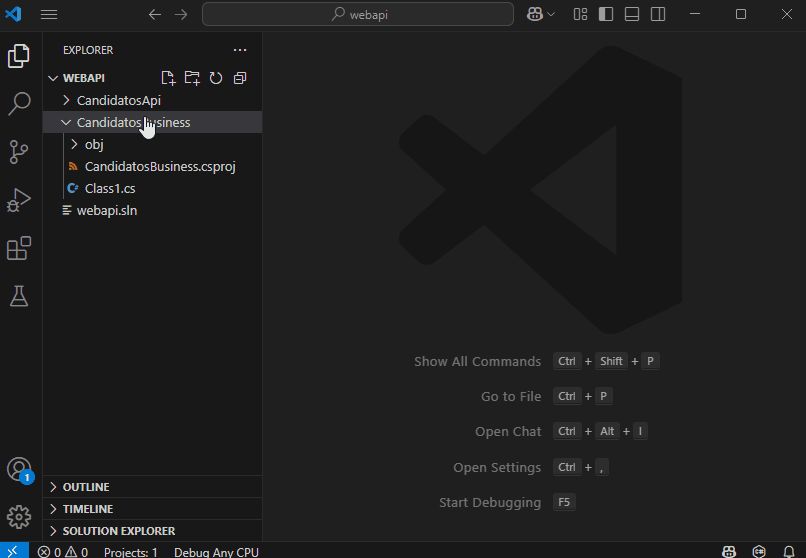 webapi
EXPLORER
WEBAPI
CandidatosApi
CandidatosBusiness
obj
CandidatosBusiness.csproj
C# Class1.cs
webapi.sln
Show All Commands Ctrl + Shift + P
Go to File Ctrl + P
Open Chat Ctrl + Alt + I
Open Settings Ctrl + ,
Start Debugging F5
1
OUTLINE
TIMELINE
SOLUTION EXPLORER
0 0 Projects: 1 Debug Any CPU